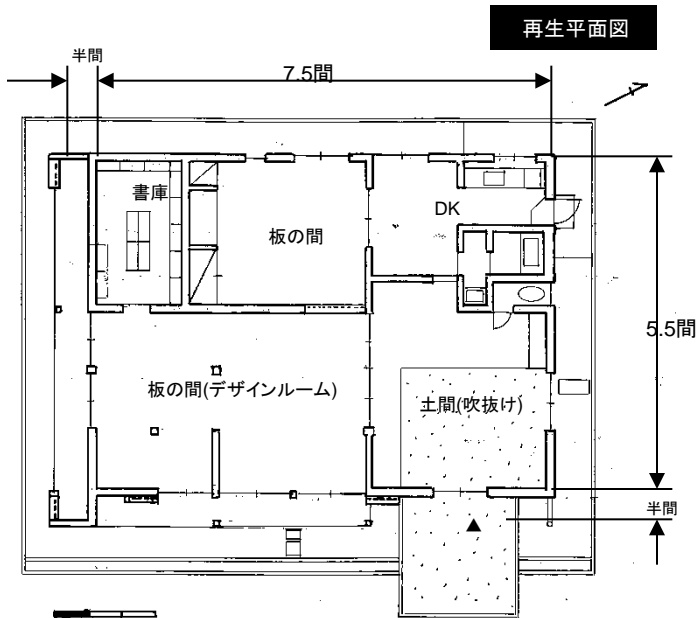 再生平面図
半間
7.5間
書庫
板の間
DK
5.5間
板の間(デザインルーム)
土間(吹抜け)
半間